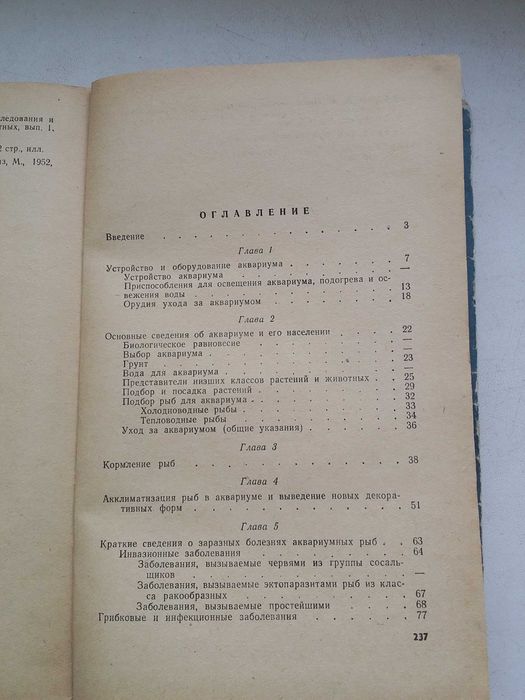 ледования и
тных, вып. 1,
2 стр., илл.
из, М., 1952,
ОГЛАВЛЕНИЕ
Введение . . . . . . . . . . . . . 3
Глава 1
Устройство и оборудование аквариума . . . . . . 7
Устройство аквариума . . . . . . —
Приспособления для освещения аквариума, подогрева и ос-
вежения воды . . . . . . . . . . 13
Орудия ухода за аквариумом . . . . . . 18
Глава 2
Основные сведения об аквариуме и его населении . . . . 22
Биологическое равновесие . . . . . . . —
Выбор аквариума . . . . . . . . —
Грунт . . . . . . . . . . 23
Вода для аквариума . . . . . . . . —
Представители низших классов растений и животных . . 25
Подбор и посадка растений . . . . . . 29
Подбор рыб для аквариума . . . . . . 32
Холодноводные рыбы . . . . . . 33
Тепловодные рыбы . . . . . . . 34
Уход за аквариумом (общие указания) . . . . 36
Глава 3
Кормление рыб . . . . . . . . . . 38
Глава 4
Акклиматизация рыб в аквариуме и выведение новых декора-
тивных форм . . . . . . . . . . 51
Глава 5
Краткие сведения о заразных болезнях аквариумных рыб . . 63
Инвазионные заболевания . . . . . . . 64
Заболевания, вызываемые червями из группы сосаль-
щиков . . . . . . . . . . —
Заболевания, вызываемые эктопаразитами рыб из клас-
са ракообразных . . . . . . . 67
Заболевания, вызываемые простейшими . . . . 68
Грибковые и инфекционные заболевания . . . . . 77
237